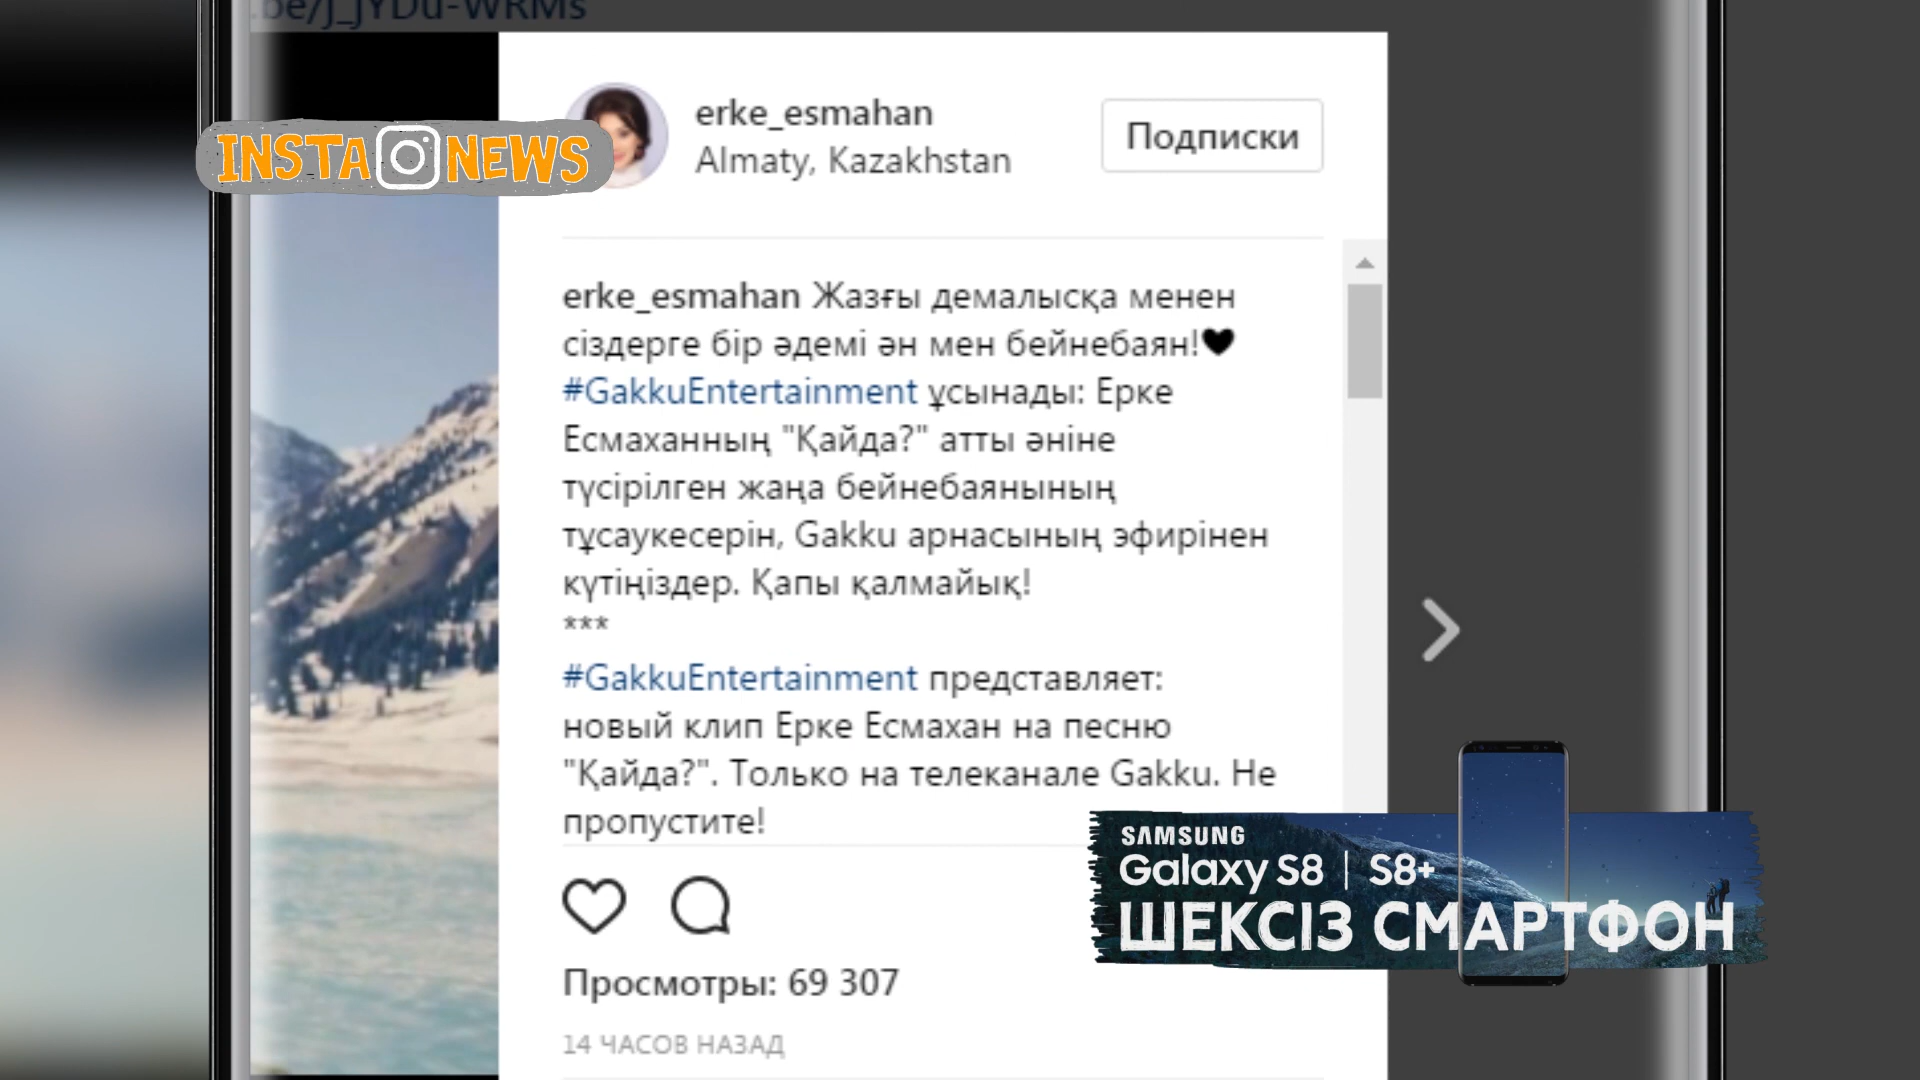 .be/J_jYDu-WRMs
INSTA NEWS
erke_esmahan
Almaty, Kazakhstan
Подписки
erke_esmahan Жазғы демалысқа менен
сіздерге бір әдемі ән мен бейнебаян!🖤
#GakkuEntertainment ұсынады: Ерке
Есмаханның "Қайда?" атты әніне
түсірілген жаңа бейнебаянының
тұсаукесерін, Gakku арнасының эфирінен
күтіңіздер. Қапы қалмайық!
***
#GakkuEntertainment представляет:
новый клип Ерке Есмахан на песню
"Қайда?". Только на телеканале Gakku. Не
пропустите!
SAMSUNG
Galaxy S8 | S8+
ШЕКСІЗ СМАРТФОН
Просмотры: 69 307
14 ЧАСОВ НАЗАД